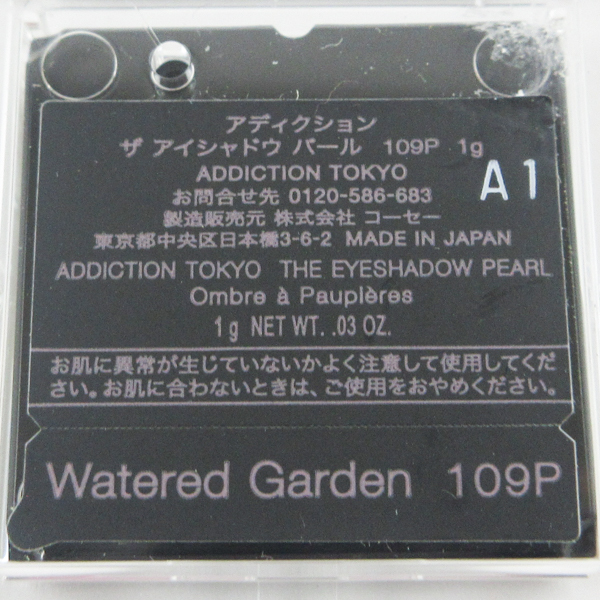 アディクション
ザ アイシャドウ パール 109P 1g
ADDICTION TOKYO
お問合せ先 0120-586-683
製造販売元 株式会社 コーセー
東京都中央区日本橋3-6-2 MADE IN JAPAN
A1
ADDICTION TOKYO THE EYESHADOW PEARL
Ombre à Paupières
1 g NET WT. .03 OZ.
お肌に異常が生じていないかよく注意して使用してくだ
さい。お肌に合わないときは、ご使用をおやめください。
Watered Garden 109P